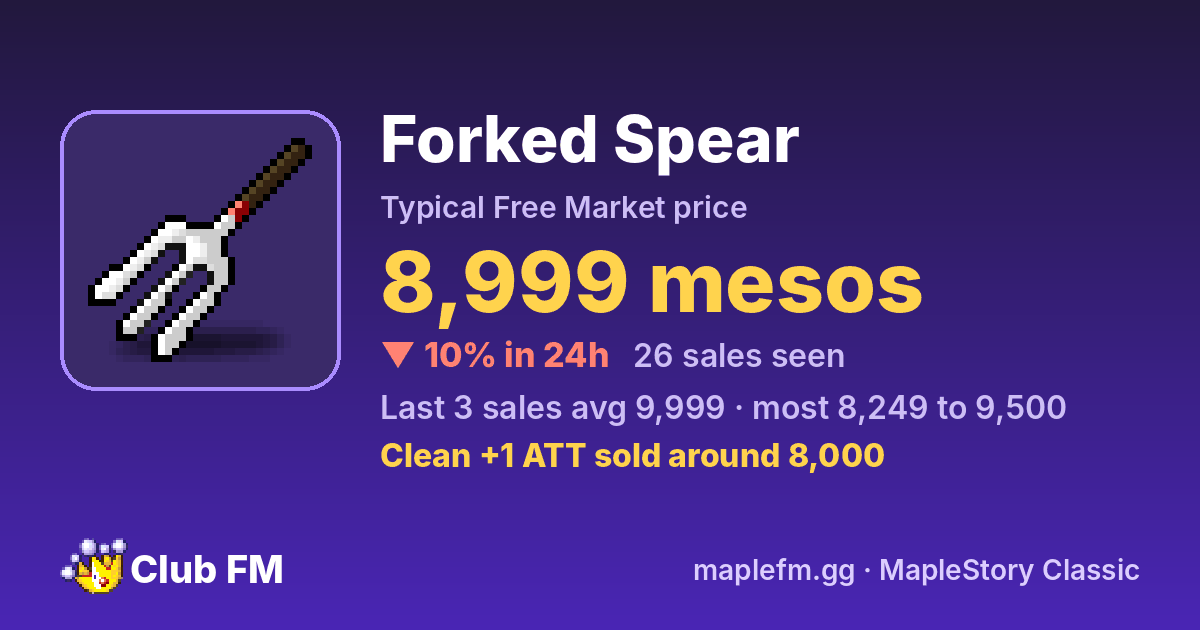 Forked Spear
Typical Free Market price
8,999 mesos
▼ 10% in 24h 26 sales seen
Last 3 sales avg 9,999 · most 8,249 to 9,500
Clean +1 ATT sold around 8,000
Club FM
maplefm.gg · MapleStory Classic